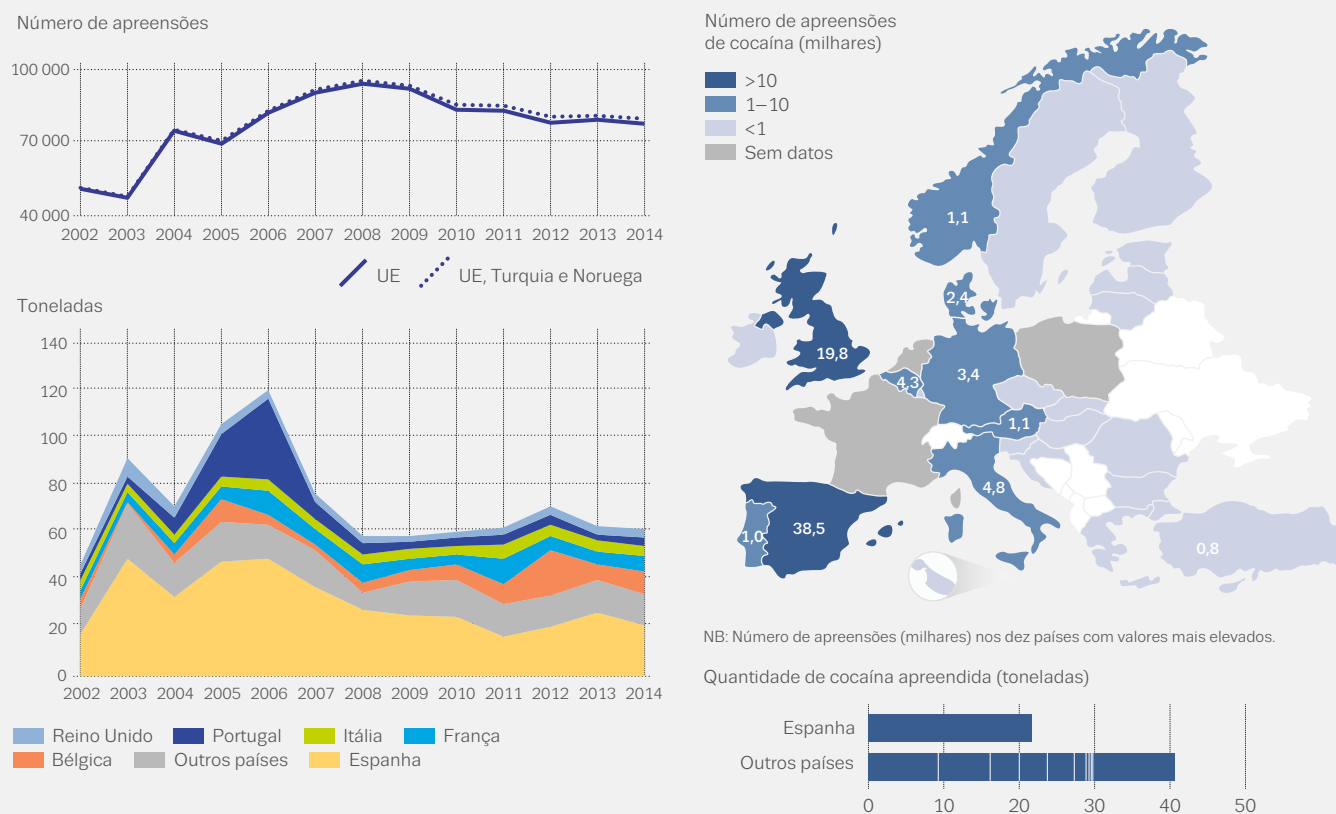 Número de apreensões
100 000
70 000
40 000
2002 2003 2004 2005 2006 2007 2008 2009 2010 2011 2012 2013 2014
UE UE, Turquia e Noruega
Toneladas
140
120
100
80
60
40
20
0
2002 2003 2004 2005 2006 2007 2008 2009 2010 2011 2012 2013 2014
Reino Unido Portugal Itália França
Bélgica Outros países Espanha
Número de apreensões
de cocaína (milhares)
>10
1–10
<1
Sem datos
1,1
2,4
19,8
4,3
3,4
1,1
4,8
1,0
38,5
0,8
NB: Número de apreensões (milhares) nos dez países com valores mais elevados.
Quantidade de cocaína apreendida (toneladas)
Espanha
Outros países
0 10 20 30 40 50